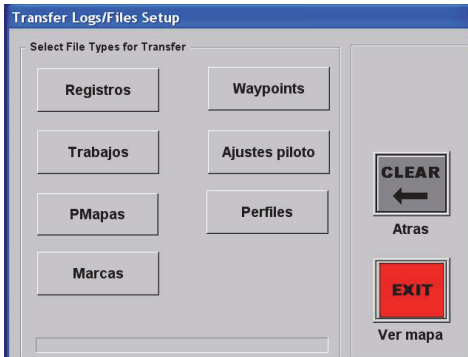 Transfer Logs/Files Setup
Select File Types for Transfer
Registros
Waypoints
Trabajos
Ajustes piloto
PMapas
Perfiles
Marcas
CLEAR
Atras
EXIT
Ver mapa